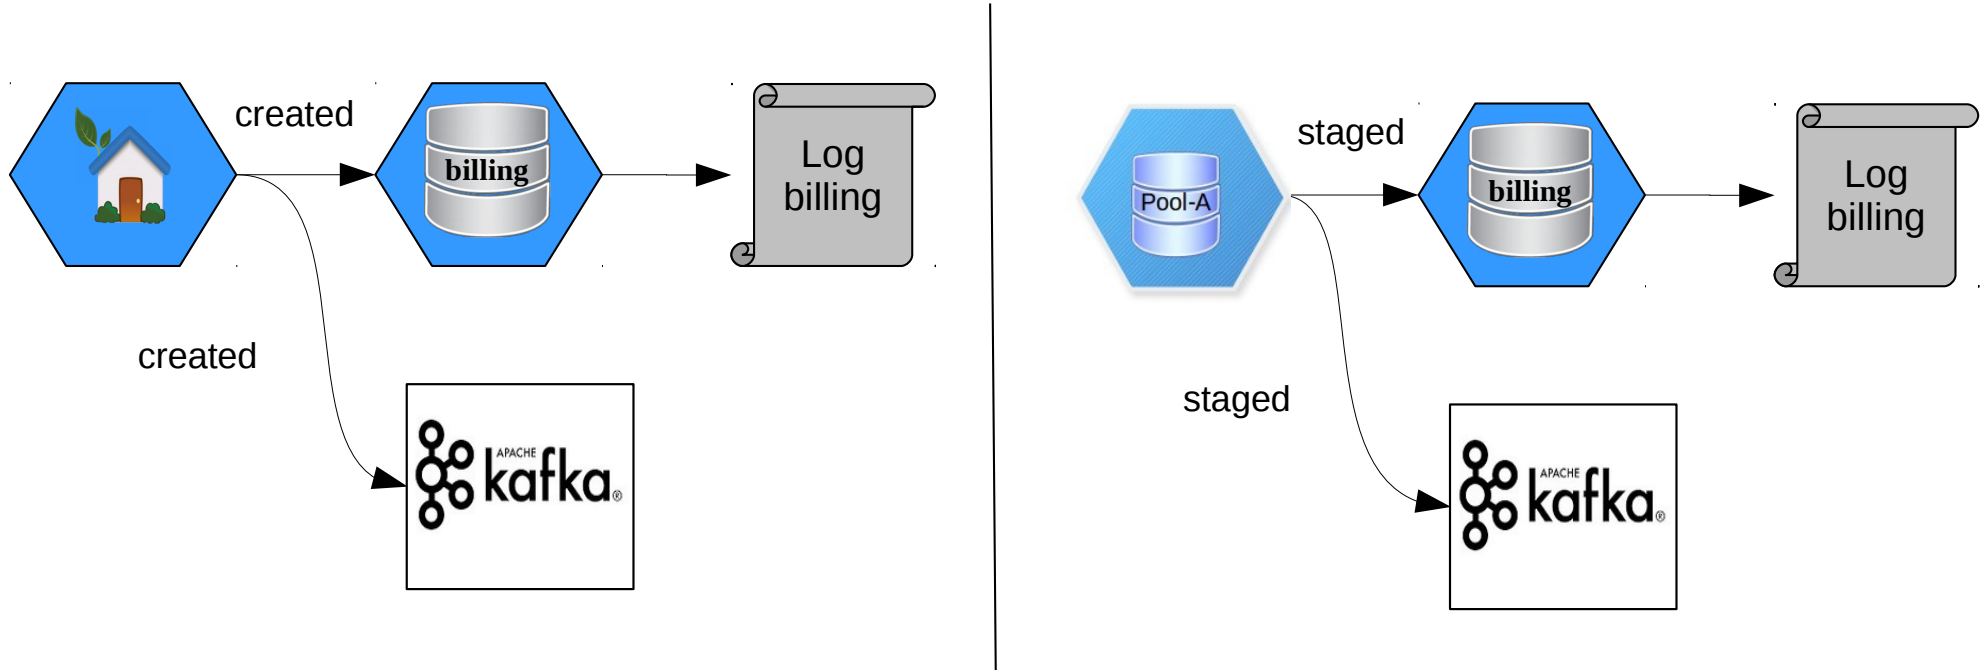 created
billing
Log
billing
created
APACHE
kafka®
staged
Pool-A
billing
Log
billing
staged
APACHE
kafka®